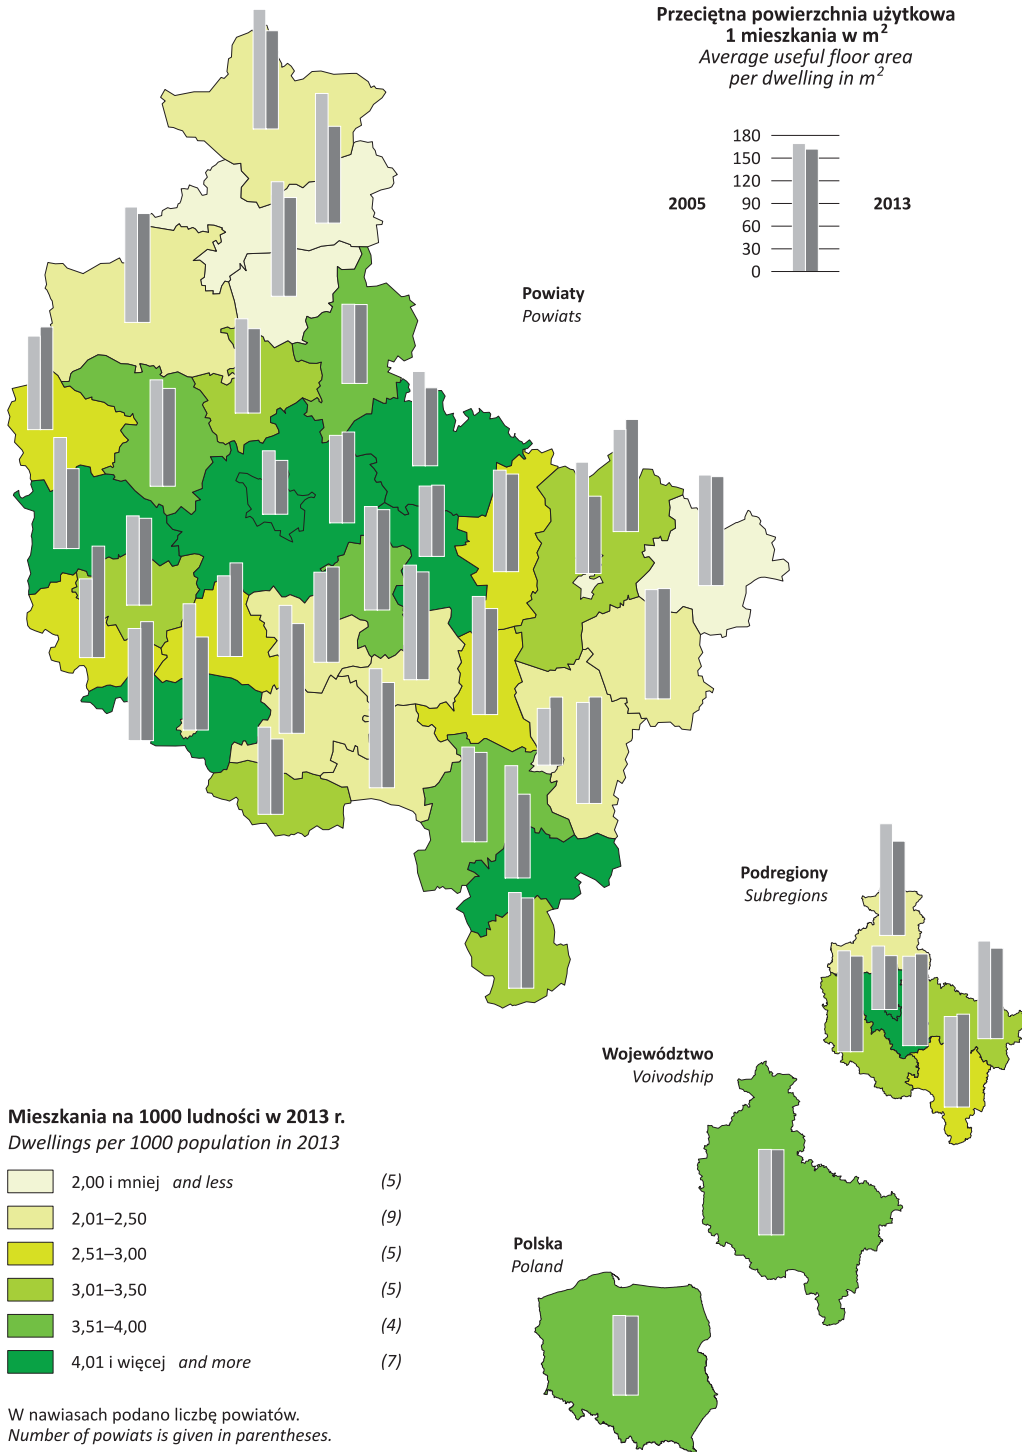 Przeciętna powierzchnia użytkowa
1 mieszkania w m²
Average useful floor area
per dwelling in m²
180
150
120
90
60
30
0
2005
2013
Powiaty
Powiats
Podregiony
Subregions
Województwo
Voivodship
Polska
Poland
Mieszkania na 1000 ludności w 2013 r.
Dwellings per 1000 population in 2013
2,00 i mniej and less (5)
2,01–2,50 (9)
2,51–3,00 (5)
3,01–3,50 (5)
3,51–4,00 (4)
4,01 i więcej and more (7)
W nawiasach podano liczbę powiatów.
Number of powiats is given in parentheses.